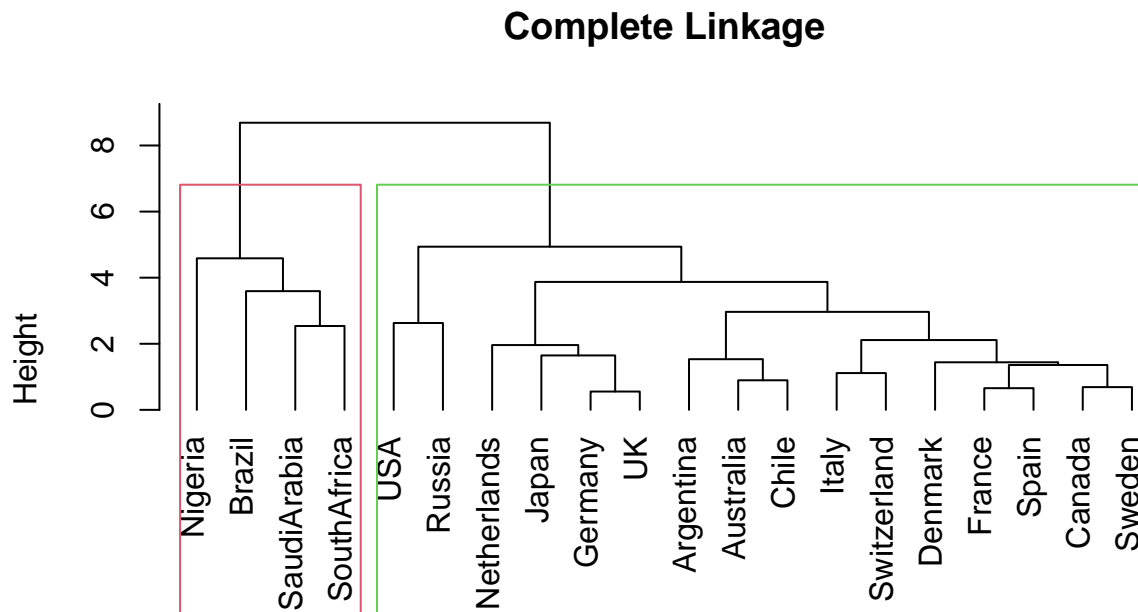 Complete Linkage
Height
8
6
4
2
0
Nigeria
Brazil
SaudiArabia
SouthAfrica
USA
Russia
Netherlands
Japan
Germany
UK
Argentina
Australia
Chile
Italy
Switzerland
Denmark
France
Spain
Canada
Sweden